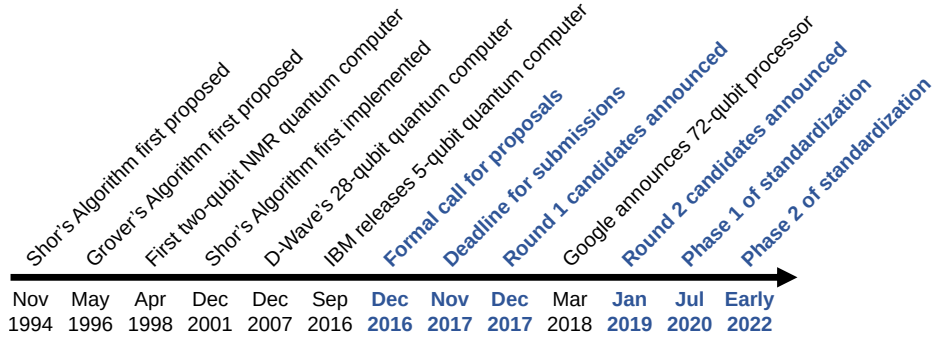 Shor's Algorithm first proposed
Grover's Algorithm first proposed
First two-qubit NMR quantum computer
Shor's Algorithm first implemented
D-Wave's 28-qubit quantum computer
IBM releases 5-qubit quantum computer
Formal call for proposals
Deadline for submissions
Round 1 candidates announced
Google announces 72-qubit processor
Round 2 candidates announced
Phase 1 of standardization
Phase 2 of standardization
Nov May Apr Dec Dec Sep Dec Nov Dec Mar Jan Jul Early
1994 1996 1998 2001 2007 2016 2016 2017 2017 2018 2019 2020 2022